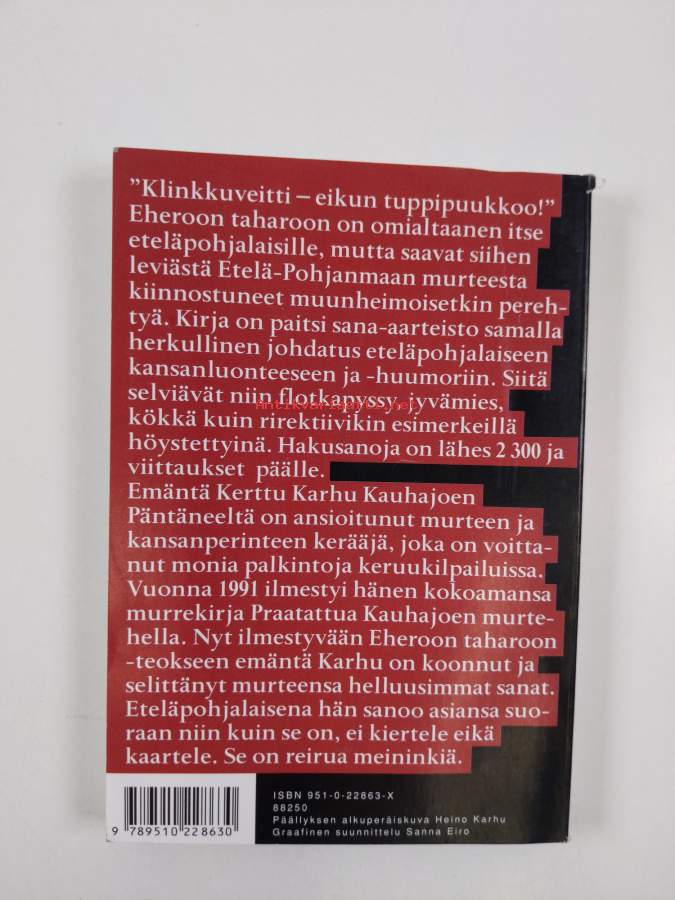 ”Klinkkuveitti – eikun tuppipuukkoo!”
Eheroon taharoon on omialtaanen itse
eteläpohjalaisille, mutta saavat siihen
leviästä Etelä-Pohjanmaan murteesta
kiinnostuneet muunheimoisetkin pereh-
tyä. Kirja on paitsi sana-aarteisto samalla
herkullinen johdatus eteläpohjalaiseen
kansanluonteeseen ja -huumoriin. Siitä
selviävät niin flotkapyssy, jyvämies,
Antikvariaatti.net
kökkä kuin rirektiivikin esimerkeillä
höystettyinä. Hakusanoja on lähes 2 300 ja
viittaukset päälle.
Emäntä Kerttu Karhu Kauhajoen
Päntäneeltä on ansioitunut murteen ja
kansanperinteen kerääjä, joka on voitta-
nut monia palkintoja keruukilpailuissa.
Vuonna 1991 ilmestyi hänen kokoamansa
murrekirja Praatattua Kauhajoen murte-
hella. Nyt ilmestyvään Eheroon taharoon
-teokseen emäntä Karhu on koonnut ja
selittänyt murteensa helluusimmat sanat.
Eteläpohjalaisena hän sanoo asiansa suo-
raan niin kuin se on, ei kiertele eikä
kaartele. Se on reirua meininkiä.
ISBN 951-0-22863-X
88250
Päällyksen alkuperäiskuva Heino Karhu
Graafinen suunnittelu Sanna Eiro
9 789510 228630